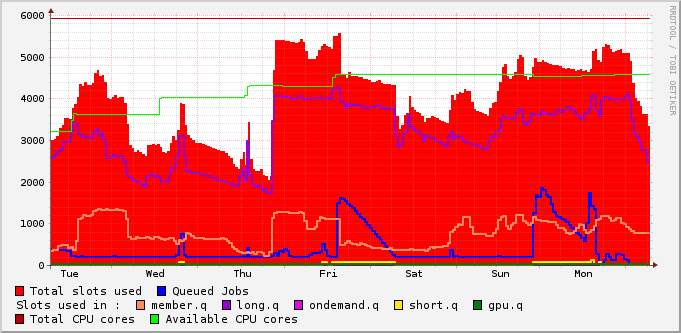 RRDTOOL / TOBI OETIKER
6000
5000
4000
3000
2000
1000
0
Tue Wed Thu Fri Sat Sun Mon
Total slots used Queued Jobs
Slots used in : member.q long.q ondemand.q short.q gpu.q
Total CPU cores Available CPU cores